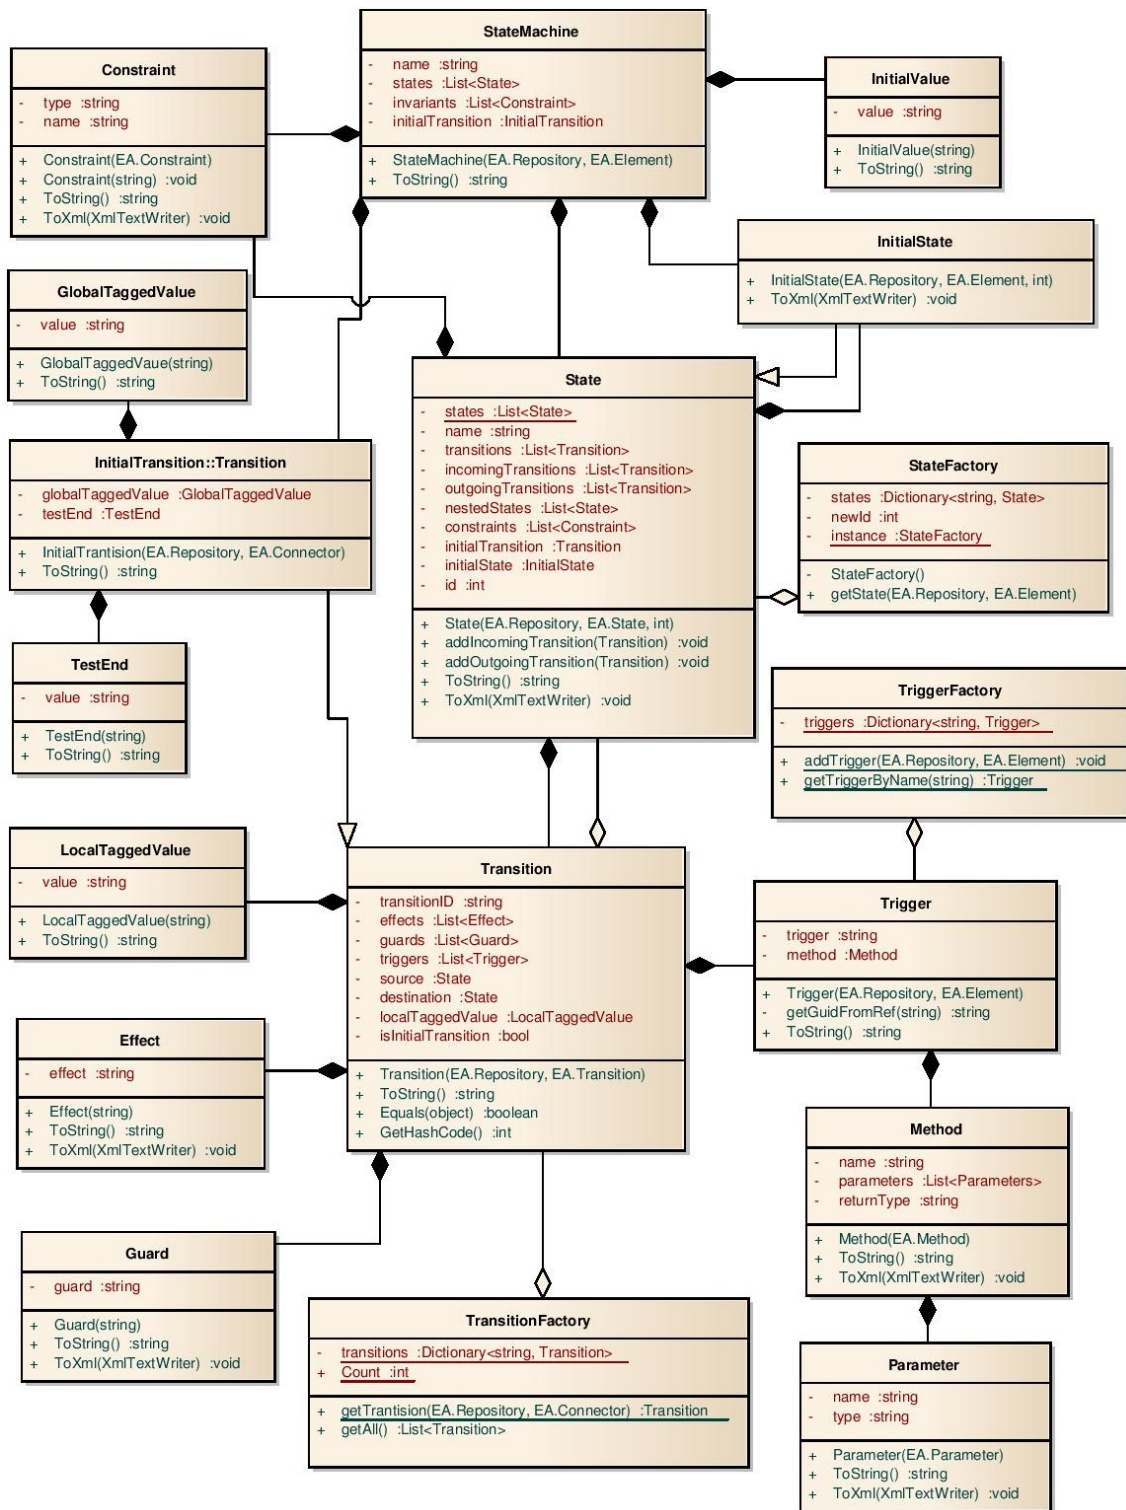 StateMachine
- name :string
- states :List<State>
- invariants :List<Constraint>
- initialTransition :InitialTransition
+ StateMachine(EA.Repository, EA.Element)
+ ToString() :string
Constraint
- type :string
- name :string
+ Constraint(EA.Constraint)
+ Constraint(string) :void
+ ToString() :string
+ ToXml(XmlTextWriter) :void
InitialValue
- value :string
+ InitialValue(string)
+ ToString() :string
InitialState
+ InitialState(EA.Repository, EA.Element, int)
+ ToXml(XmlTextWriter) :void
GlobalTaggedValue
- value :string
+ GlobalTaggedVaue(string)
+ ToString() :string
State
- states :List<State>
- name :string
- transitions :List<Transition>
- incomingTransitions :List<Transition>
- outgoingTransitions :List<Transition>
- nestedStates :List<State>
- constraints :List<Constraint>
- initialTransition :Transition
- initialState :InitialState
- id :int
+ State(EA.Repository, EA.State, int)
+ addIncomingTransition(Transition) :void
+ addOutgoingTransition(Transition) :void
+ ToString() :string
+ ToXml(XmlTextWriter) :void
InitialTransition::Transition
- globalTaggedValue :GlobalTaggedValue
- testEnd :TestEnd
+ InitialTrantision(EA.Repository, EA.Connector)
+ ToString() :string
StateFactory
- states :Dictionary<string, State>
- newId :int
- instance :StateFactory
- StateFactory()
+ getState(EA.Repository, EA.Element)
TestEnd
- value :string
+ TestEnd(string)
+ ToString() :string
TriggerFactory
- triggers :Dictionary<string, Trigger>
+ addTrigger(EA.Repository, EA.Element) :void
+ getTriggerByName(string) :Trigger
LocalTaggedValue
- value :string
+ LocalTaggedValue(string)
+ ToString() :string
Transition
- transitionID :string
- effects :List<Effect>
- guards :List<Guard>
- triggers :List<Trigger>
- source :State
- destination :State
- localTaggedValue :LocalTaggedValue
- isInitialTransition :bool
+ Transition(EA.Repository, EA.Transition)
+ ToString() :string
+ Equals(object) :boolean
+ GetHashCode() :int
Trigger
- trigger :string
- method :Method
+ Trigger(EA.Repository, EA.Element)
- getGuidFromRef(string) :string
+ ToString() :string
Effect
- effect :string
+ Effect(string)
+ ToString() :string
+ ToXml(XmlTextWriter) :void
Method
- name :string
- parameters :List<Parameters>
- returnType :string
+ Method(EA.Method)
+ ToString() :string
+ ToXml(XmlTextWriter) :void
Guard
- guard :string
+ Guard(string)
+ ToString() :string
+ ToXml(XmlTextWriter) :void
TransitionFactory
- transitions :Dictionary<string, Transition>
+ Count :int
+ getTrantision(EA.Repository, EA.Connector) :Transition
+ getAll() :List<Transition>
Parameter
- name :string
- type :string
+ Parameter(EA.Parameter)
+ ToString() :string
+ ToXml(XmlTextWriter) :void